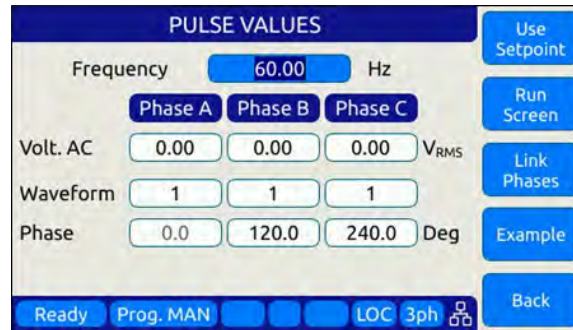 PULSE VALUES
Frequency 60.00 Hz
Phase A Phase B Phase C
Volt. AC 0.00 0.00 0.00 VRMS
Waveform 1 1 1
Phase 0.0 120.0 240.0 Deg
Ready Prog. MAN LOC 3ph
Use
Setpoint
Run
Screen
Link
Phases
Example
Back